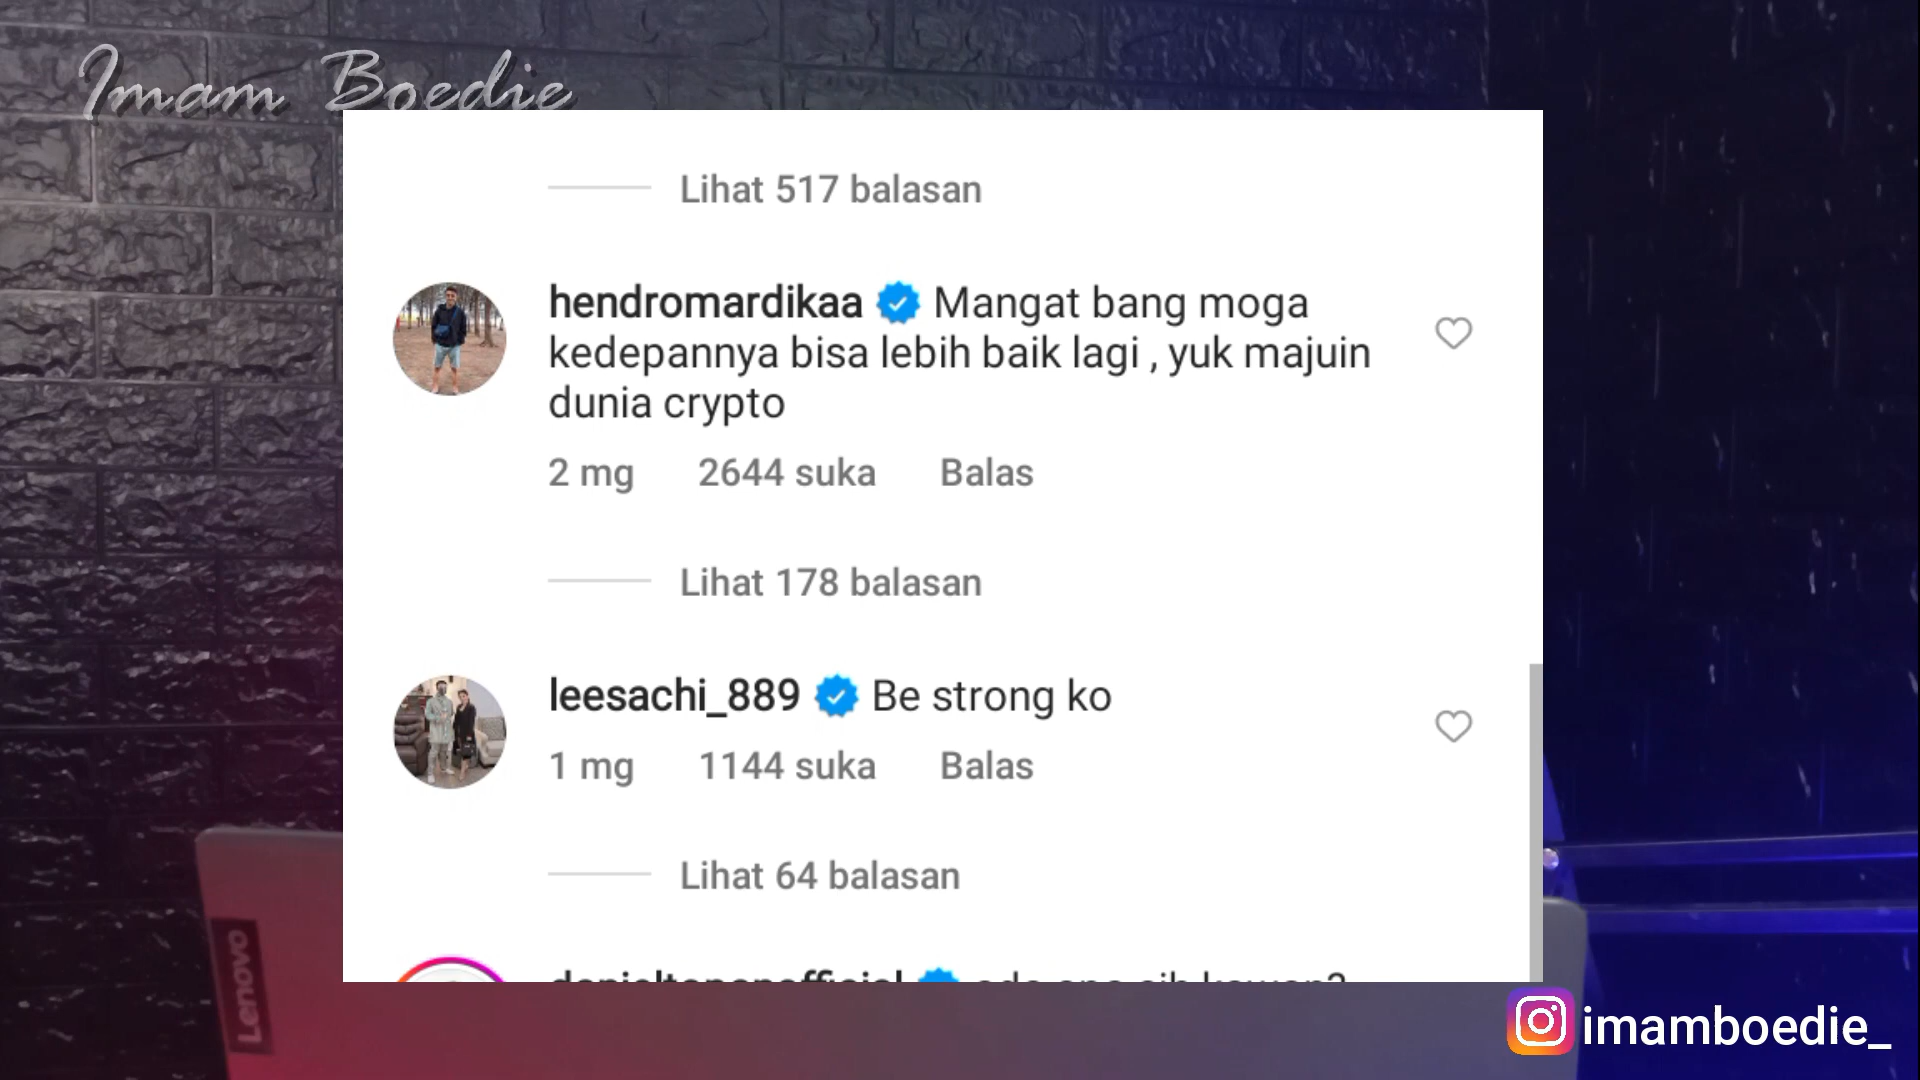 Imam Boedie
Lihat 517 balasan
hendromardikaa Mangat bang moga
kedepannya bisa lebih baik lagi , yuk majuin
dunia crypto
2 mg 2644 suka Balas
Lihat 178 balasan
leesachi_889 Be strong ko
1 mg 1144 suka Balas
Lihat 64 balasan
Lenovo
imamboedie_